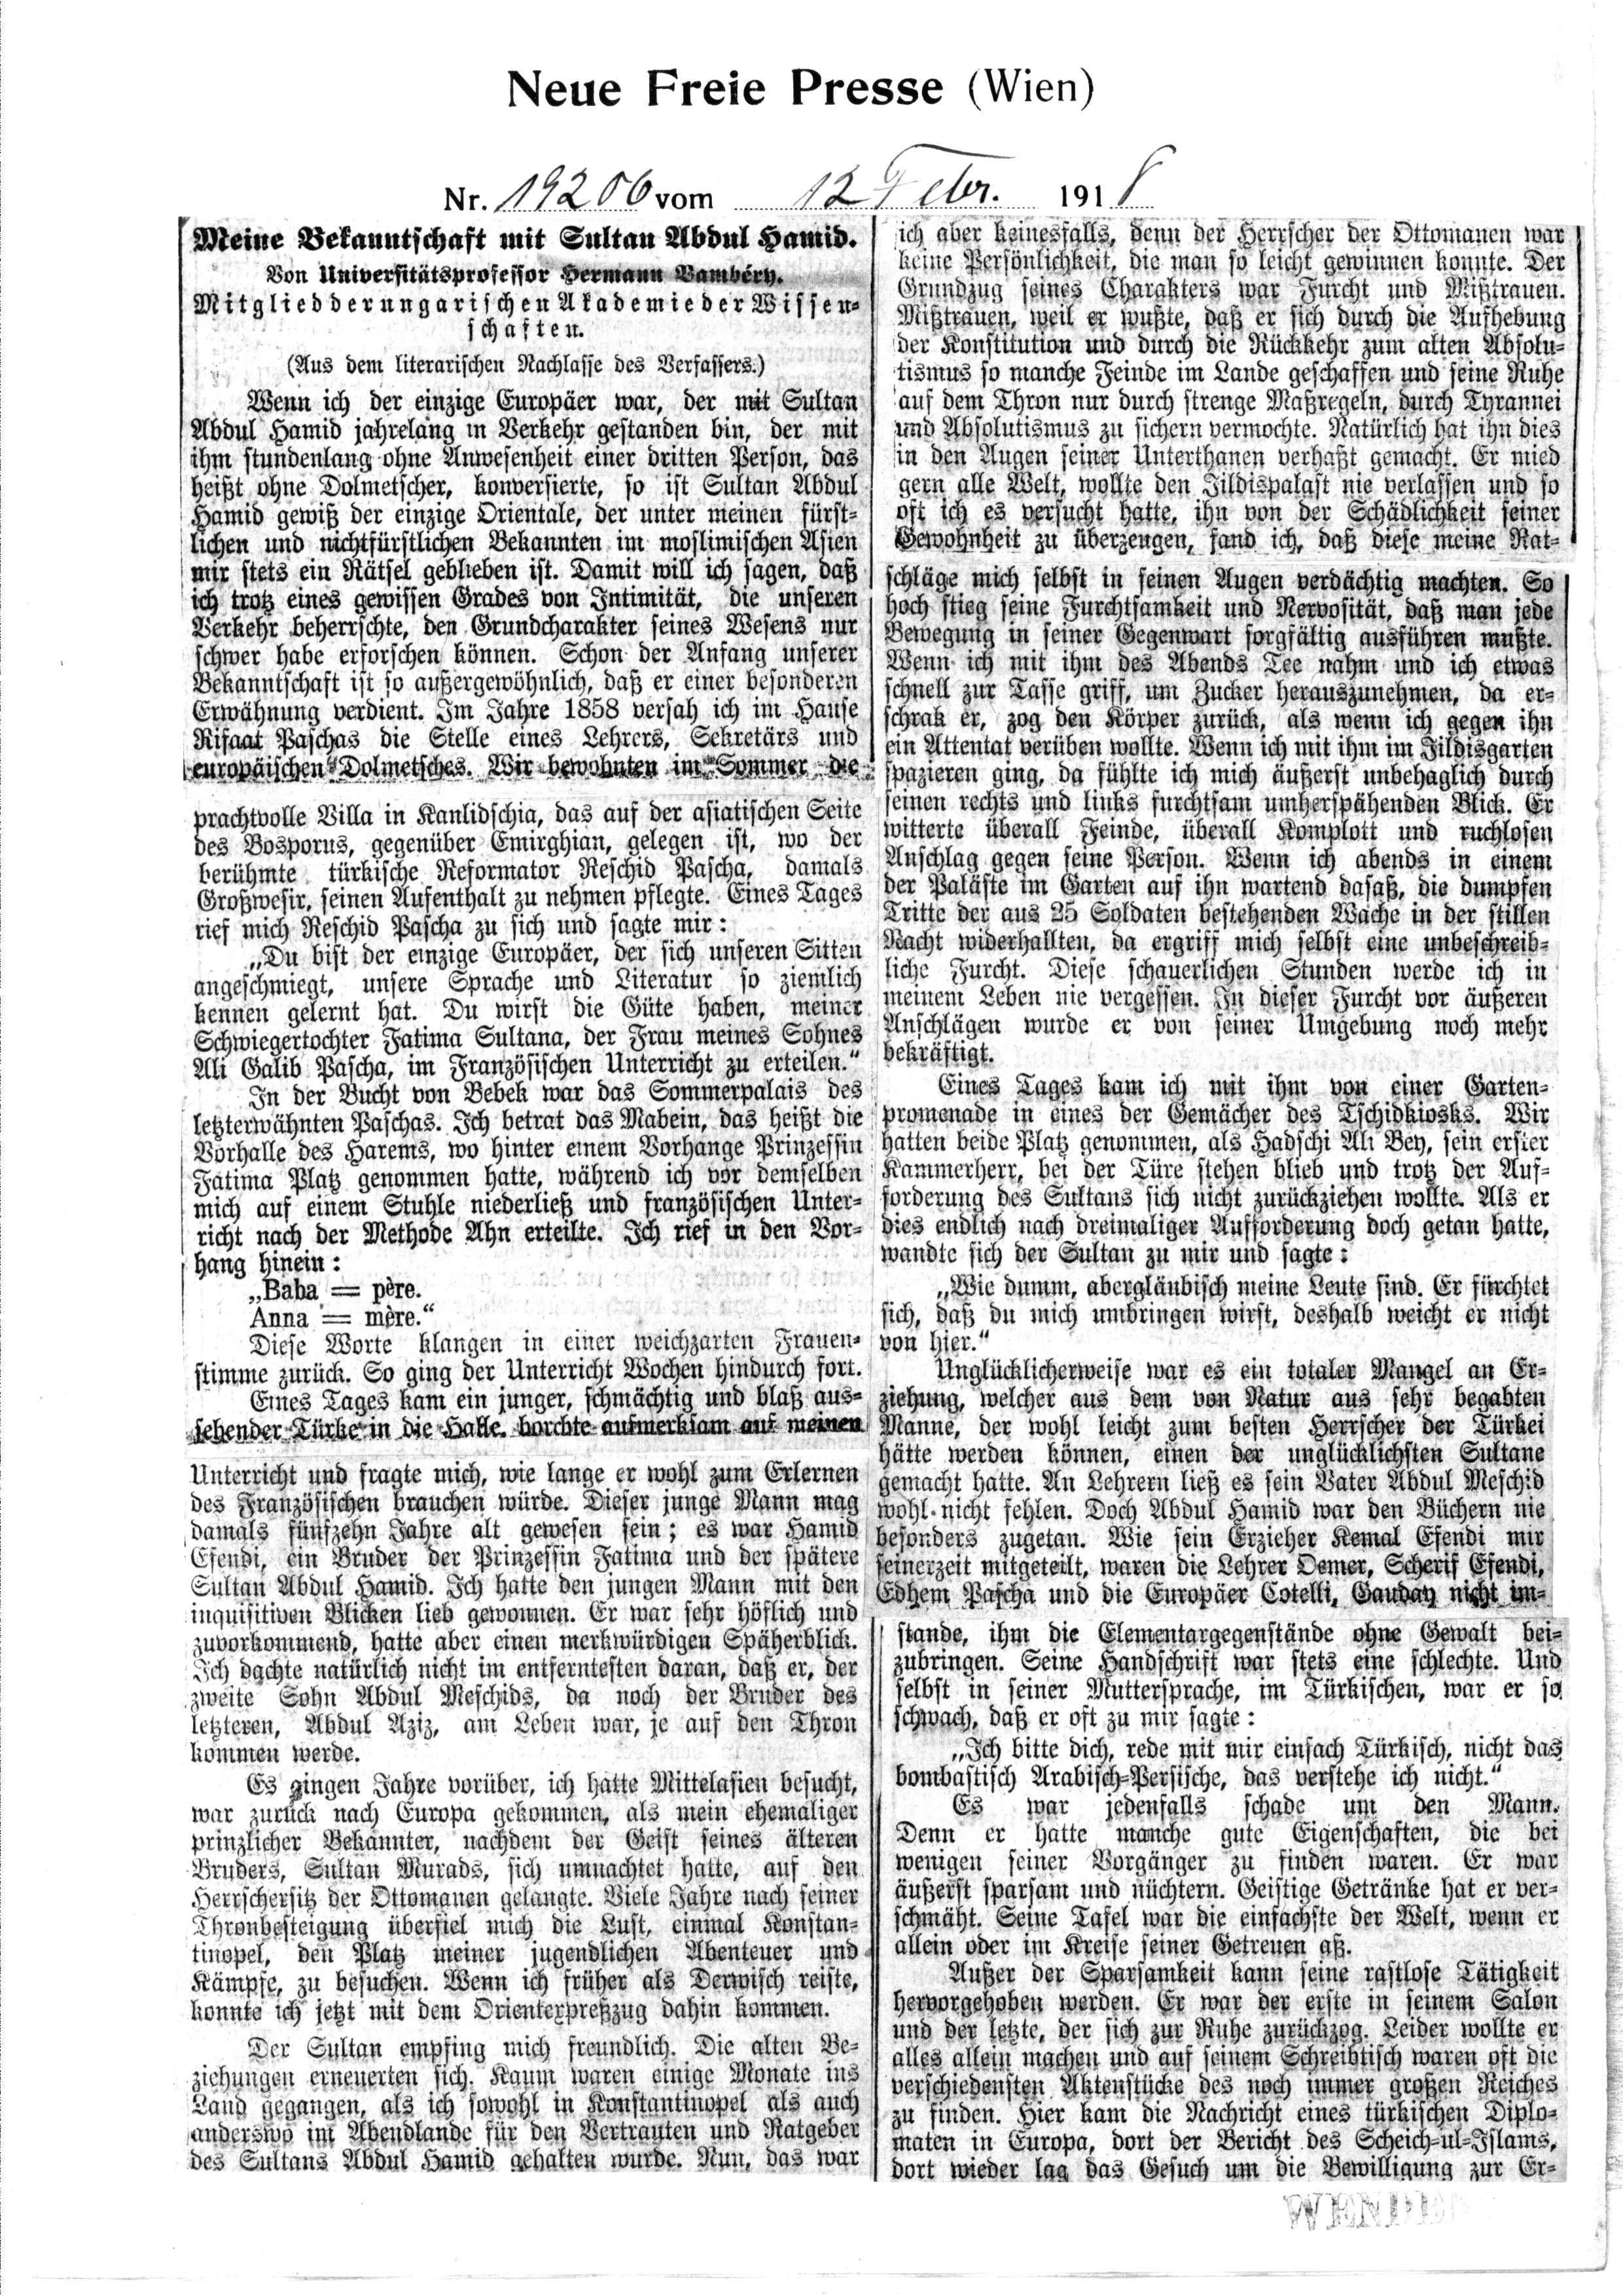 Neue Freie Presse (Wien)
Nr. 19206 vom 12 Febr. 1918
Meine Bekanntschaft mit Sultan Abdul Hamid.
Von Universitätsprofessor Hermann Vambéry.
Mitglied der ungarischen Akademie der Wissen-
schaften.
(Aus dem literarischen Nachlasse des Verfassers.)
Wenn ich der einzige Europäer war, der mit Sultan
Abdul Hamid jahrelang in Verkehr gestanden bin, der mit
ihm stundenlang ohne Anwesenheit einer dritten Person, das
heißt ohne Dolmetscher, konversierte, so ist Sultan Abdul
Hamid gewiß der einzige Orientale, der unter meinen fürst-
lichen und nichtfürstlichen Bekannten im moslimischen Asien
mir stets ein Rätsel geblieben ist. Damit will ich sagen, daß
ich trotz eines gewissen Grades von Intimität, die unseren
Verkehr beherrschte, den Grundcharakter seines Wesens nur
schwer habe erforschen können. Schon der Anfang unserer
Bekanntschaft ist so außergewöhnlich, daß er einer besonderen
Erwähnung verdient. Im Jahre 1858 versah ich im Hause
Rifaat Paschas die Stelle eines Lehrers, Sekretärs und
europäischen Dolmetsches. Wir bewohnten im Sommer die
prachtvolle Villa in Kanlidschia, das auf der asiatischen Seite
des Bosporus, gegenüber Emirghian, gelegen ist, wo der
berühmte türkische Reformator Reschid Pascha, damals
Großwesir, seinen Aufenthalt zu nehmen pflegte. Eines Tages
rief mich Reschid Pascha zu sich und sagte mir:
„Du bist der einzige Europäer, der sich unseren Sitten
angeschmiegt, unsere Sprache und Literatur so ziemlich
kennen gelernt hat. Du wirst die Güte haben, meiner
Schwiegertochter Fatima Sultana, der Frau meines Sohnes
Ali Galib Pascha, im Französischen Unterricht zu erteilen.“
In der Bucht von Bebek war das Sommerpalais des
letzterwähnten Paschas. Ich betrat das Mabein, das heißt die
Vorhalle des Harems, wo hinter einem Vorhange Prinzessin
Fatima Platz genommen hatte, während ich vor demselben
mich auf einem Stuhle niederließ und französischen Unter-
richt nach der Methode Ahn erteilte. Ich rief in den Vor-
hang hinein:
„Baba = père.
Anna = mère.“
Diese Worte klangen in einer weichzarten Frauen-
stimme zurück. So ging der Unterricht Wochen hindurch fort.
Eines Tages kam ein junger, schmächtig und blaß aus-
sehender Türke in die Halle, horchte aufmerksam auf meinen
Unterricht und fragte mich, wie lange er wohl zum Erlernen
des Französischen brauchen würde. Dieser junge Mann mag
damals fünfzehn Jahre alt gewesen sein; es war Hamid
Efendi, ein Bruder der Prinzessin Fatima und der spätere
Sultan Abdul Hamid. Ich hatte den jungen Mann mit den
inquisitiven Blicken lieb gewonnen. Er war sehr höflich und
zuvorkommend, hatte aber einen merkwürdigen Späherblick.
Ich dachte natürlich nicht im entferntesten daran, daß er, der
zweite Sohn Abdul Meschids, da noch der Bruder des
letzteren, Abdul Aziz, am Leben war, je auf den Thron
kommen werde.
Es gingen Jahre vorüber, ich hatte Mittelasien besucht,
war zurück nach Europa gekommen, als mein ehemaliger
prinzlicher Bekannter, nachdem der Geist seines älteren
Bruders, Sultan Murads, sich umnachtet hatte, auf den
Herrschersitz der Ottomanen gelangte. Viele Jahre nach seiner
Thronbesteigung überfiel mich die Lust, einmal Konstan-
tinopel, den Platz meiner jugendlichen Abenteuer und
Kämpfe, zu besuchen. Wenn ich früher als Derwisch reiste,
konnte ich jetzt mit dem Orientexpreßzug dahin kommen.
Der Sultan empfing mich freundlich. Die alten Be-
ziehungen erneuerten sich. Kaum waren einige Monate ins
Land gegangen, als ich sowohl in Konstantinopel als auch
anderswo im Abendlande für den Vertrauten und Ratgeber
des Sultans Abdul Hamid gehalten wurde. Nun, das war
ich aber keinesfalls, denn der Herrscher der Ottomanen war
keine Persönlichkeit, die man so leicht gewinnen konnte. Der
Grundzug seines Charakters war Furcht und Mißtrauen.
Mißtrauen, weil er wußte, daß er sich durch die Aufhebung
der Konstitution und durch die Rückkehr zum alten Absolu-
tismus so manche Feinde im Lande geschaffen und seine Ruhe
auf dem Thron nur durch strenge Maßregeln, durch Tyrannei
und Absolutismus zu sichern vermochte. Natürlich hat ihn dies
in den Augen seiner Unterthanen verhaßt gemacht. Er mied
gern alle Welt, wollte den Jildispalast nie verlassen und so
oft ich es versucht hatte, ihn von der Schädlichkeit seiner
Gewohnheit zu überzeugen, fand ich, daß diese meine Rat-
schläge mich selbst in seinen Augen verdächtig machten. So
hoch stieg seine Furchtsamkeit und Nervosität, daß man jede
Bewegung in seiner Gegenwart sorgfältig ausführen mußte.
Wenn ich mit ihm des Abends Tee nahm und ich etwas
schnell zur Tasse griff, um Zucker herauszunehmen, da er-
schrak er, zog den Körper zurück, als wenn ich gegen ihn
ein Attentat verüben wollte. Wenn ich mit ihm im Jildisgarten
spazieren ging, da fühlte ich mich äußerst unbehaglich durch
seinen rechts und links furchtsam umherspähenden Blick. Er
witterte überall Feinde, überall Komplott und ruchlosen
Anschlag gegen seine Person. Wenn ich abends in einem
der Paläste im Garten auf ihn wartend dasaß, die dumpfen
Tritte der aus 25 Soldaten bestehenden Wache in der stillen
Nacht widerhallten, da ergriff mich selbst eine unbeschreib-
liche Furcht. Diese schauerlichen Stunden werde ich in
meinem Leben nie vergessen. In dieser Furcht vor äußeren
Anschlägen wurde er von seiner Umgebung noch mehr
bekräftigt.
Eines Tages kam ich mit ihm von einer Garten-
promenade in eines der Gemächer des Tschidkiosks. Wir
hatten beide Platz genommen, als Hadschi Ali Bey, sein erster
Kammerherr, bei der Türe stehen blieb und trotz der Auf-
forderung des Sultans sich nicht zurückziehen wollte. Als er
dies endlich nach dreimaliger Aufforderung doch getan hatte,
wandte sich der Sultan zu mir und sagte:
„Wie dumm, abergläubisch meine Leute sind. Er fürchtet
sich, daß du mich umbringen wirst, deshalb weicht er nicht
von hier.“
Unglücklicherweise war es ein totaler Mangel an Er-
ziehung, welcher aus dem von Natur aus sehr begabten
Manne, der wohl leicht zum besten Herrscher der Türkei
hätte werden können, einen der unglücklichsten Sultane
gemacht hatte. An Lehrern ließ es sein Vater Abdul Meschid
wohl nicht fehlen. Doch Abdul Hamid war den Büchern nie
besonders zugetan. Wie sein Erzieher Kemal Efendi mir
seinerzeit mitgeteilt, waren die Lehrer Oemer, Scherif Efendi,
Edhem Pascha und die Europäer Cotelli, Gauday nicht im-
stande, ihm die Elementargegenstände ohne Gewalt bei-
zubringen. Seine Handschrift war stets eine schlechte. Und
selbst in seiner Muttersprache, im Türkischen, war er so
schwach, daß er oft zu mir sagte:
„Ich bitte dich, rede mit mir einfach Türkisch, nicht das
bombastisch Arabisch-Persische, das verstehe ich nicht.“
Es war jedenfalls schade um den Mann.
Denn er hatte manche gute Eigenschaften, die bei
wenigen seiner Vorgänger zu finden waren. Er war
äußerst sparsam und nüchtern. Geistige Getränke hat er ver-
schmäht. Seine Tafel war die einfachste der Welt, wenn er
allein oder im Kreise seiner Getreuen aß.
Außer der Sparsamkeit kann seine rastlose Tätigkeit
hervorgehoben werden. Er war der erste in seinem Salon
und der letzte, der sich zur Ruhe zurückzog. Leider wollte er
alles allein machen und auf seinem Schreibtisch waren oft die
verschiedensten Aktenstücke des noch immer großen Reiches
zu finden. Hier kam die Nachricht eines türkischen Diplo-
maten in Europa, dort der Bericht des Scheich-ul-Islams,
dort wieder lag das Gesuch um die Bewilligung zur Er-